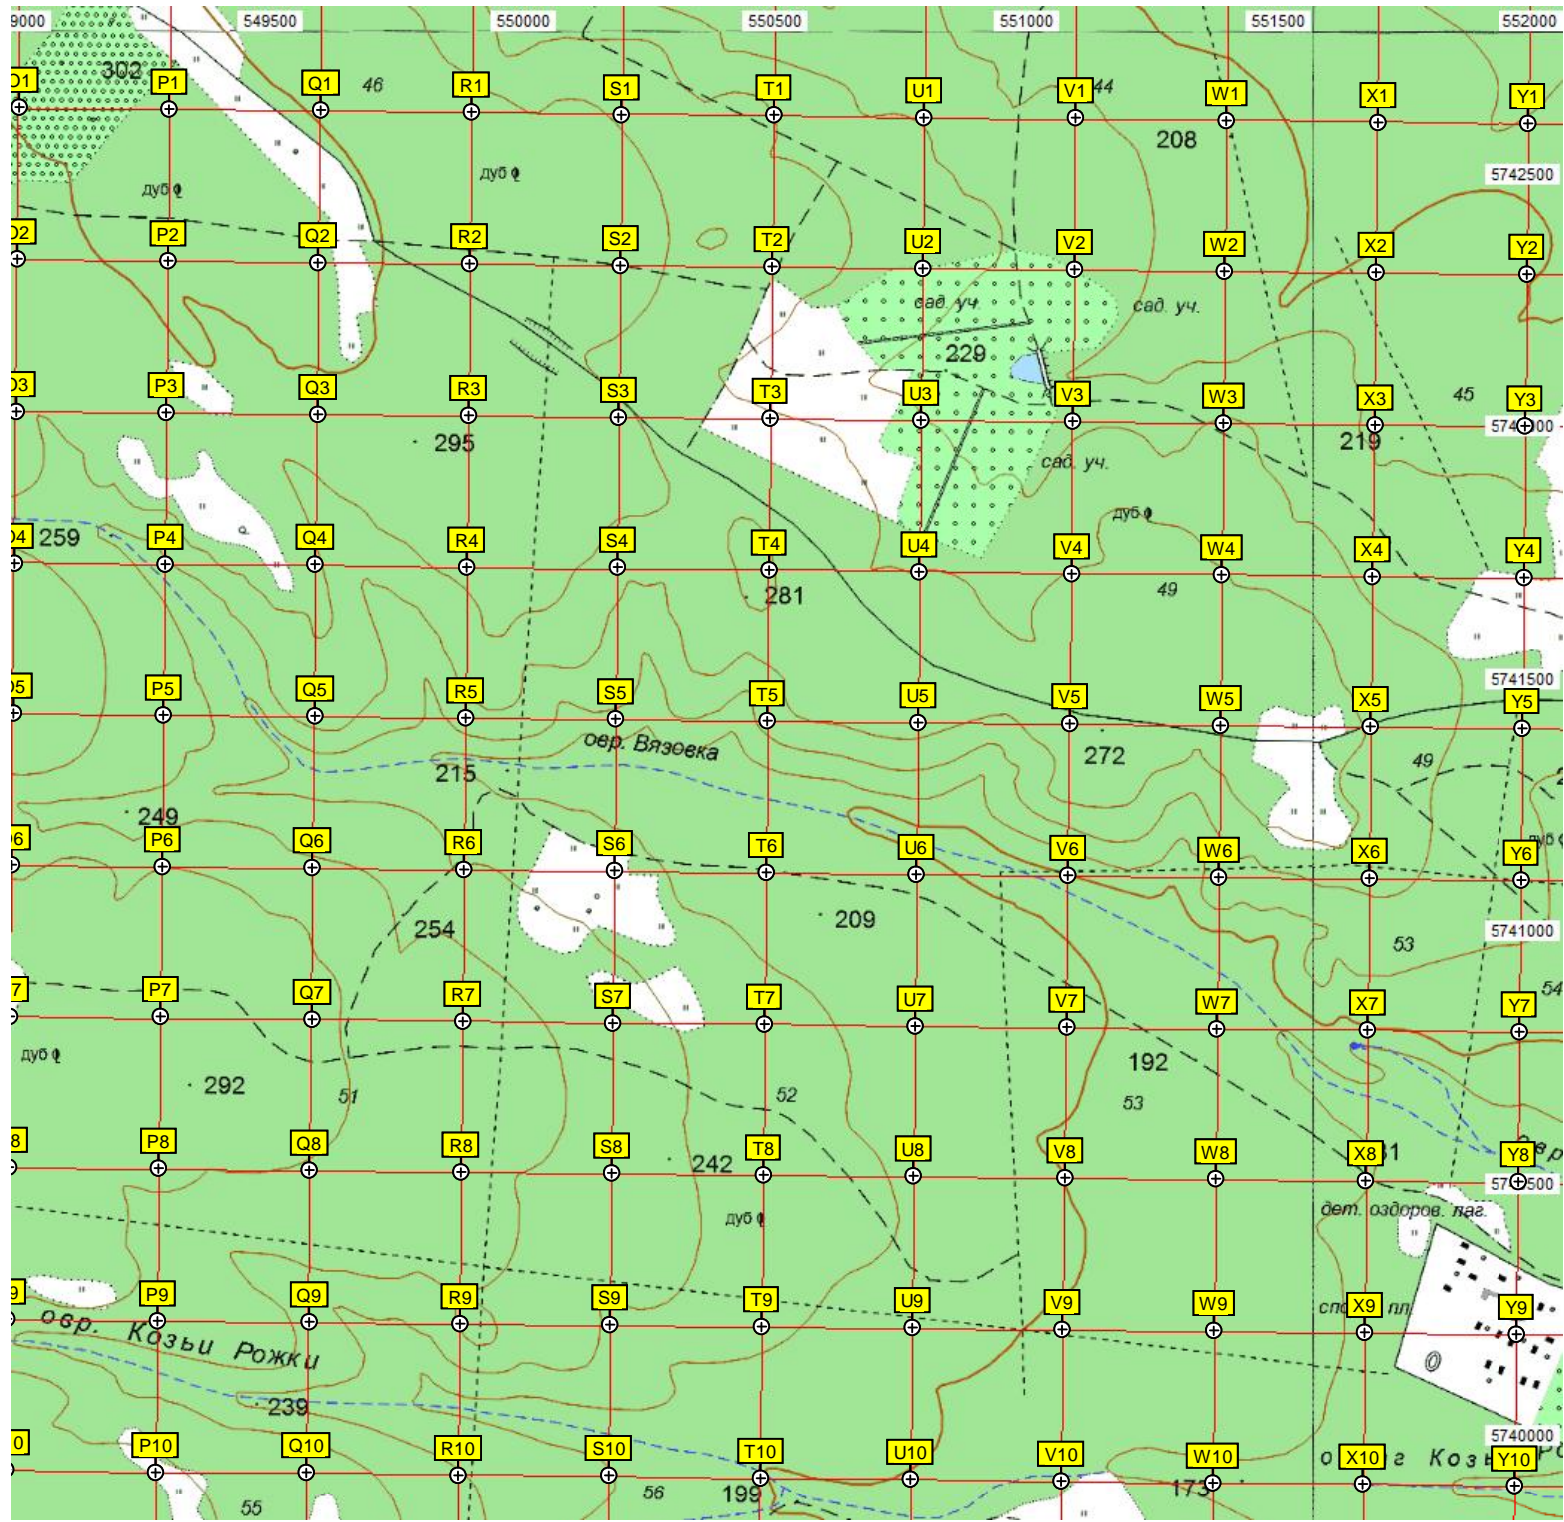 9000 549500 550000 550500 551000 551500 552000
302 46 44
P1 Q1 R1 S1 T1 U1 V1 W1 X1 Y1
208
дуб дуб
5742500
P2 Q2 R2 S2 T2 U2 V2 W2 X2 Y2
сад. уч. сад. уч.
229
P3 Q3 R3 S3 T3 U3 V3 W3 X3 Y3
45
295 219
сад. уч.
дуб
259
P4 Q4 R4 S4 T4 U4 V4 W4 X4 Y4
281 49
5741500
P5 Q5 R5 S5 T5 U5 V5 W5 X5 Y5
овр. Вязовка
215 272 49
249
P6 Q6 R6 S6 T6 U6 V6 W6 X6 Y6
дуб
254 209 53
5741000
54
P7 Q7 R7 S7 T7 U7 V7 W7 X7 Y7
дуб 192
292 51 52 53
P8 Q8 R8 S8 T8 U8 V8 W8 X8 Y8
242
дуб дет. оздоров. лаг.
P9 Q9 R9 S9 T9 U9 V9 W9 X9 Y9
овр. Козьи Рожки
239
5740000
P10 Q10 R10 S10 T10 U10 V10 W10 X10 Y10
55 56 199 173